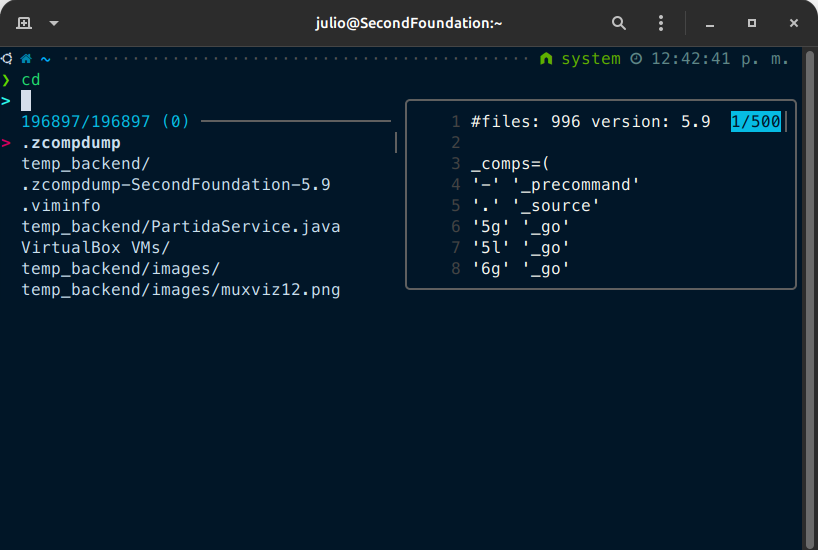 julio@SecondFoundation:~
~ system 12:42:41 p. m.
❯ cd
>
196897/196897 (0)
> .zcompdump
temp_backend/
.zcompdump-SecondFoundation-5.9
.viminfo
temp_backend/PartidaService.java
VirtualBox VMs/
temp_backend/images/
temp_backend/images/muxviz12.png
1 #files: 996 version: 5.9 1/500
2
3 _comps=(
4 '-' '_precommand'
5 '.' '_source'
6 '5g' '_go'
7 '5l' '_go'
8 '6g' '_go'